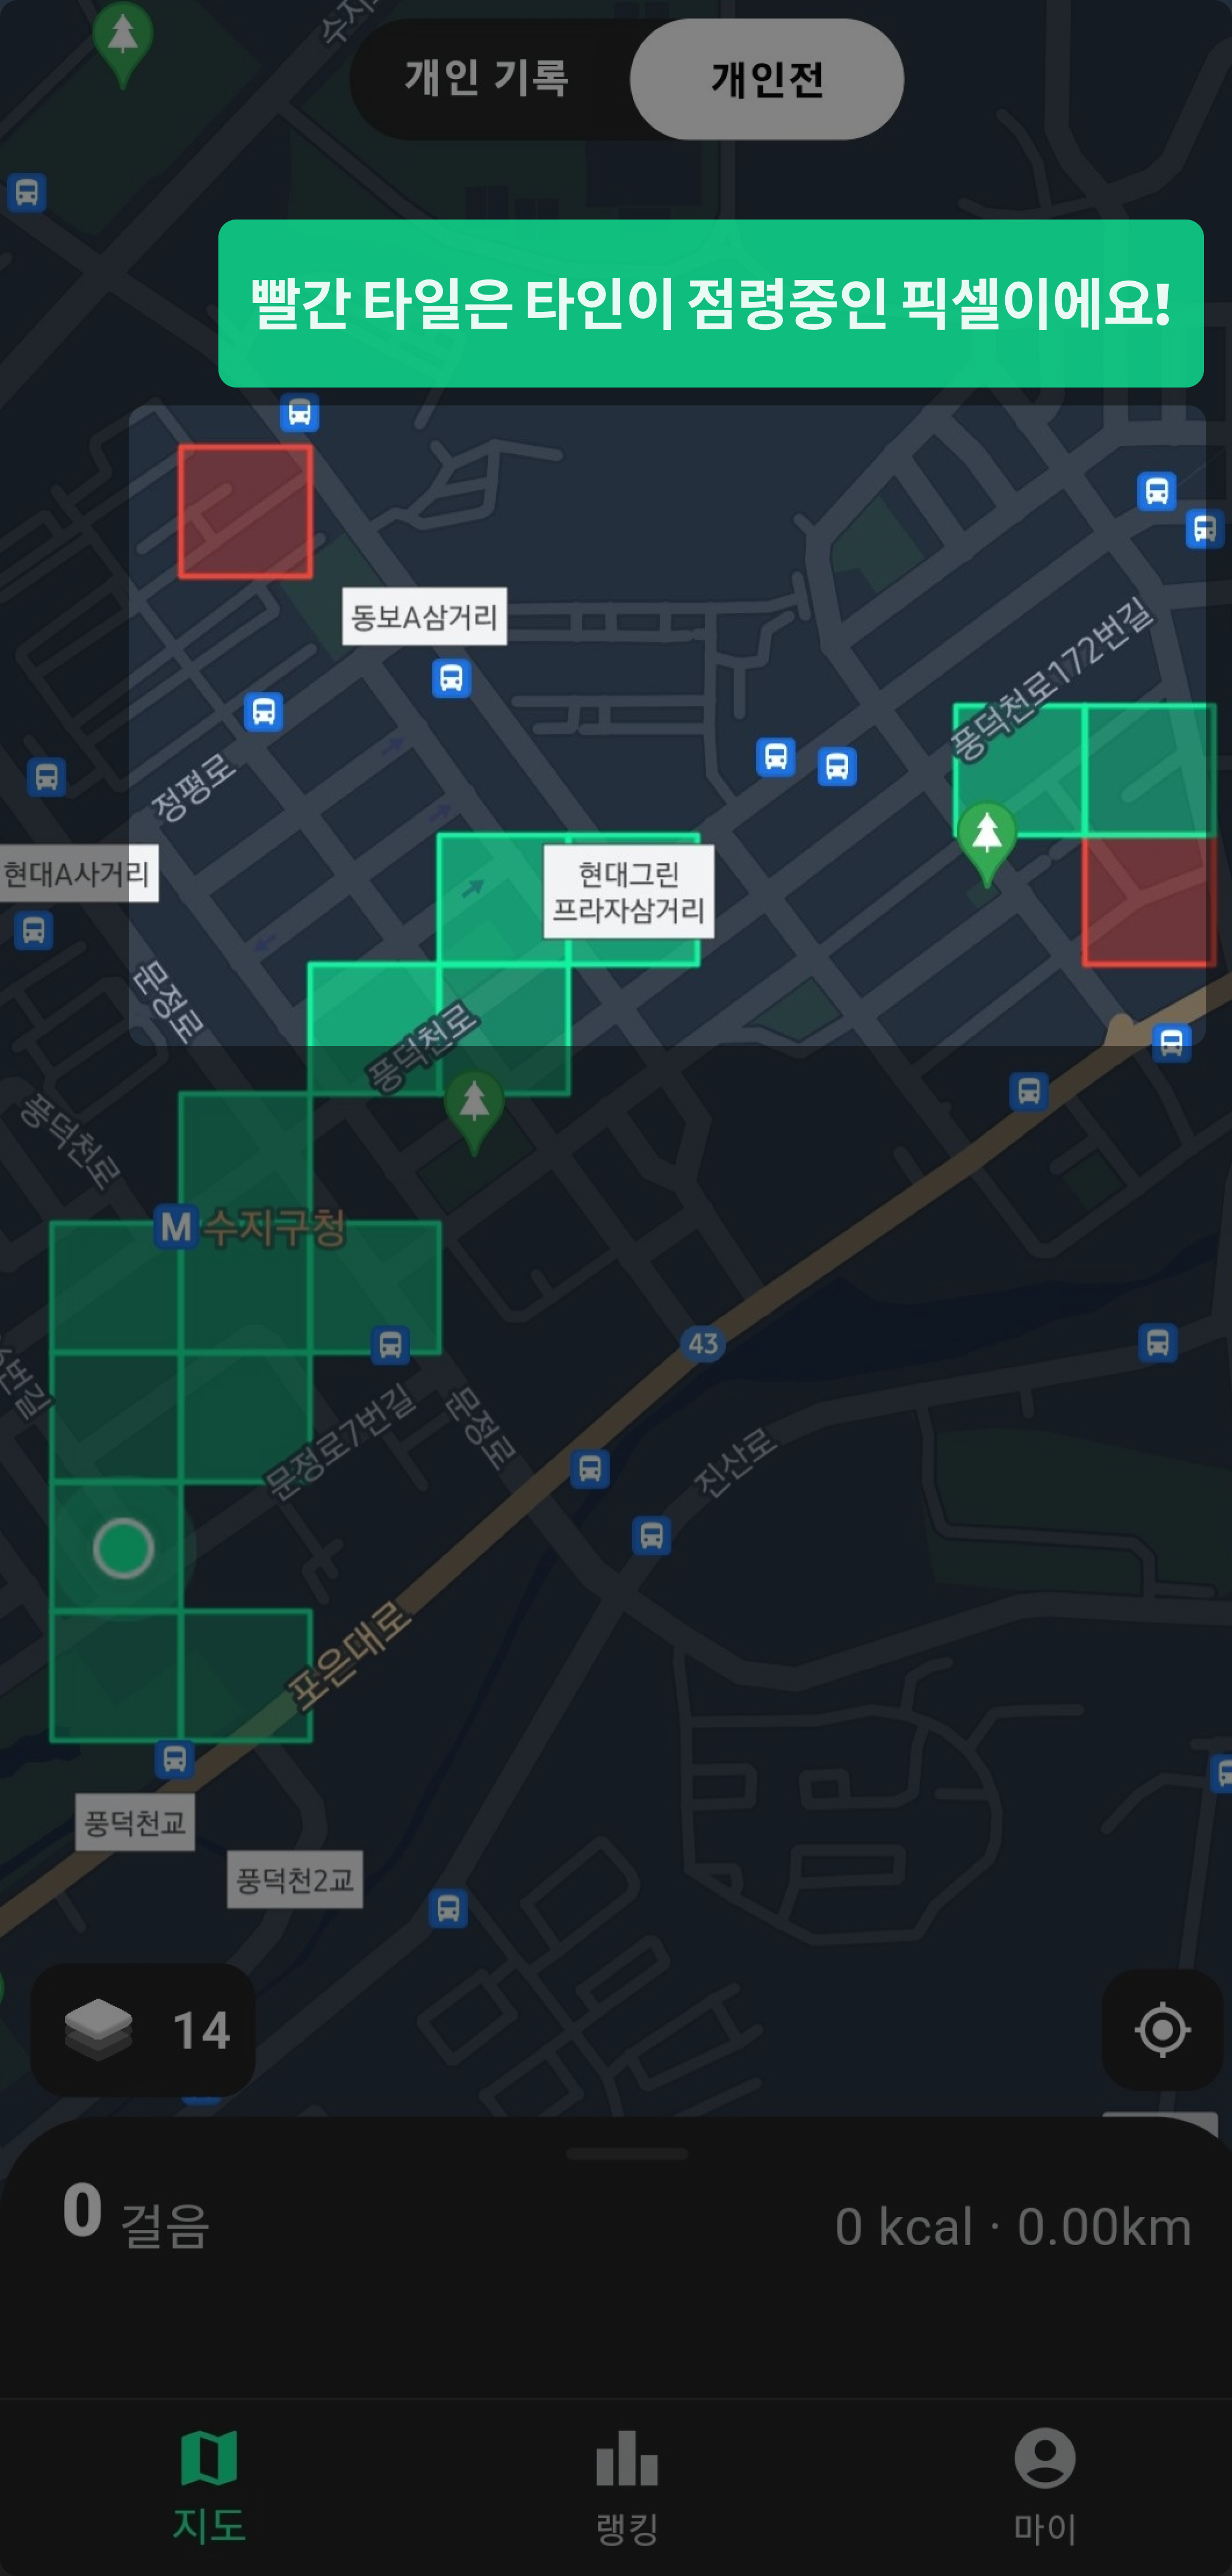 수지
개인 기록
개인전
빨간 타일은 타인이 점령중인 픽셀이에요!
동보A삼거리
풍덕천로172번길
정평로
현대A사거리
현대그린
프라자삼거리
문정로
풍덕천로
풍덕천로
M 수지구청
43
번길
문정로7번길
문정로
진산로
포은대로
풍덕천교
풍덕천2교
14
0 걸음
0 kcal · 0.00km
지도
랭킹
마이